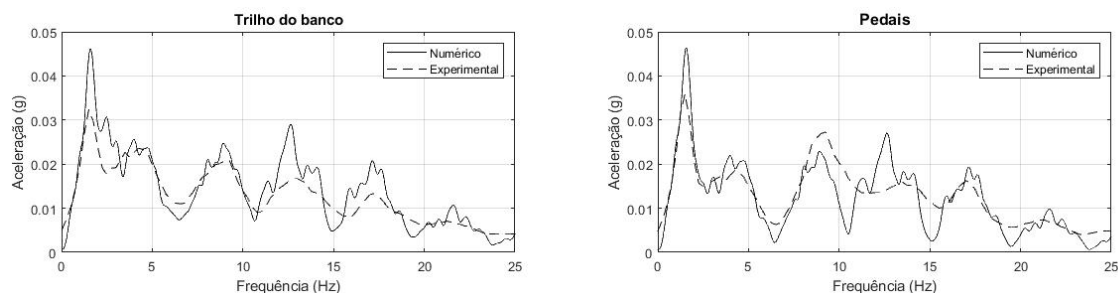 Trilho do banco
0.05
0.04
0.03
0.02
0.01
0
Aceleração (g)
Numérico
Experimental
0 5 10 15 20 25
Frequência (Hz)
Pedais
0.05
0.04
0.03
0.02
0.01
0
Aceleração (g)
Numérico
Experimental
0 5 10 15 20 25
Frequência (Hz)